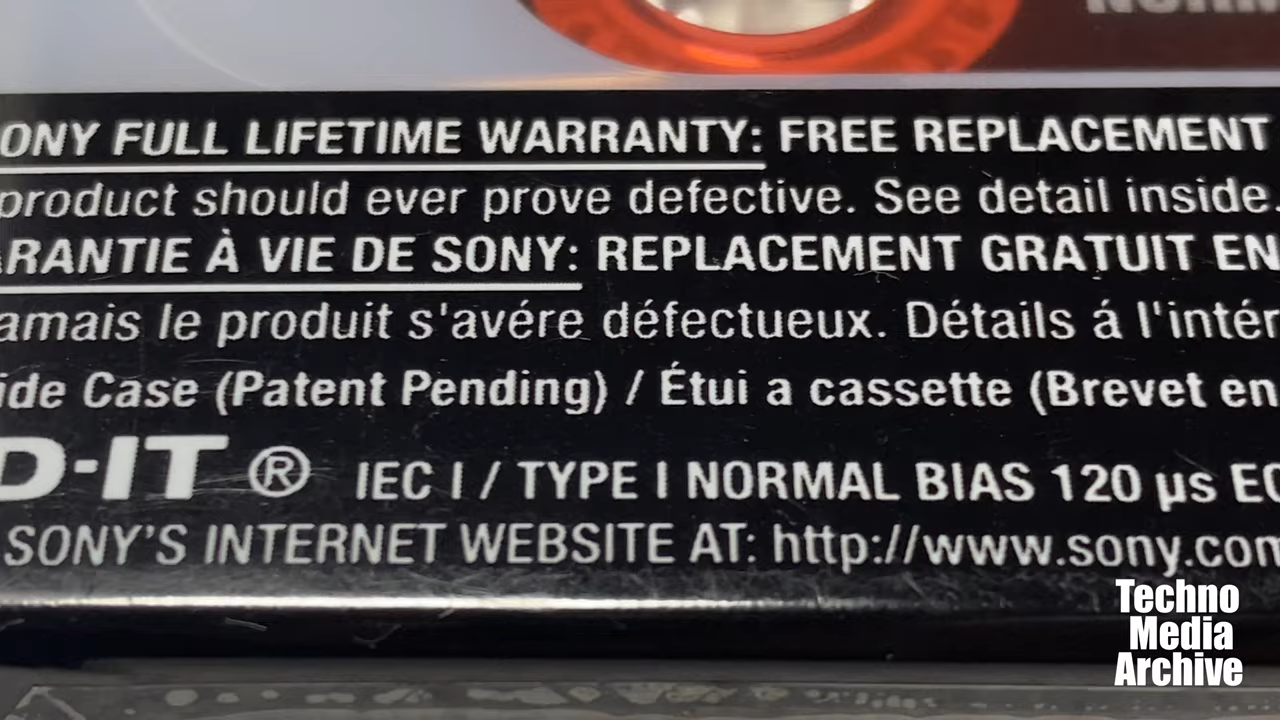 ONY FULL LIFETIME WARRANTY: FREE REPLACEMENT
product should ever prove defective. See detail inside.
ARANTIE À VIE DE SONY: REPLACEMENT GRATUIT EN
amais le produit s'avére défectueux. Détails á l'intér
ide Case (Patent Pending) / Étui a cassette (Brevet en
D-IT ® IEC I / TYPE I NORMAL BIAS 120 µs EQ
SONY'S INTERNET WEBSITE AT: http://www.sony.com
Techno
Media
Archive